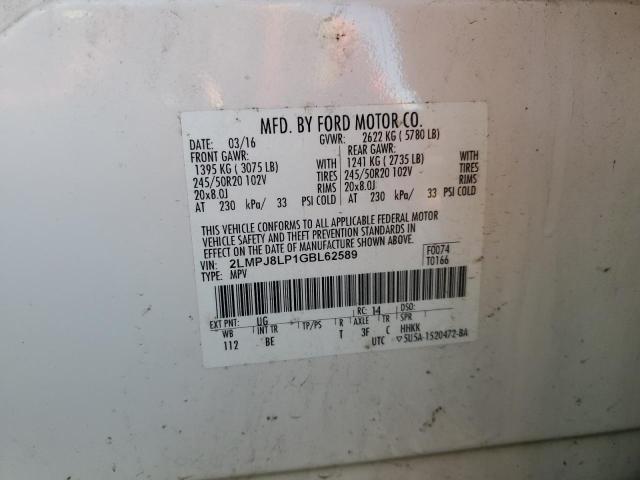 MFD. BY FORD MOTOR CO.
DATE: 03/16 GVWR: 2622 KG ( 5780 LB)
FRONT GAWR: REAR GAWR:
1395 KG ( 3075 LB) WITH 1241 KG ( 2735 LB) WITH
245/50R20 102V TIRES 245/50R20 102V TIRES
20x8.0J RIMS 20x8.0J RIMS
AT 230 kPa/ 33 PSI COLD AT 230 kPa/ 33 PSI COLD
THIS VEHICLE CONFORMS TO ALL APPLICABLE FEDERAL MOTOR
VEHICLE SAFETY AND THEFT PREVENTION STANDARDS IN
EFFECT ON THE DATE OF MANUFACTURE SHOWN ABOVE.
VIN: 2LMPJ8LP1GBL62589 F0074
TYPE: MPV T0166
EXT PNT: UG RC: 14 DSO:
WB INT TR TP/PS R AXLE TR SPR
112 BE T 3F C HHKK
UTC ▽5U5A-1520472-BA